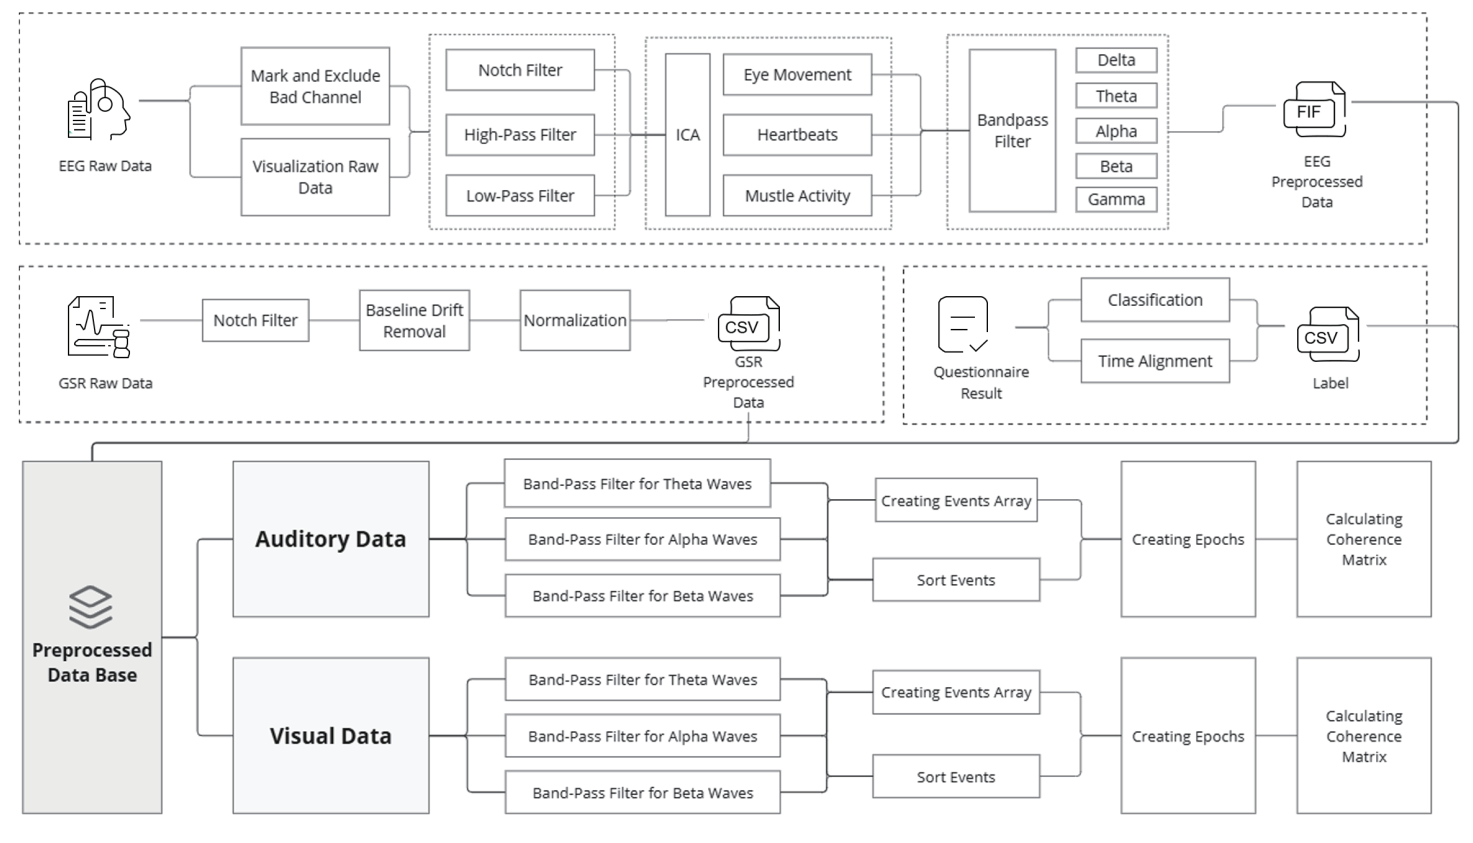 EEG Raw Data
Mark and Exclude
Bad Channel
Visualization Raw
Data
Notch Filter
High-Pass Filter
Low-Pass Filter
ICA
Eye Movement
Heartbeats
Mustle Activity
Bandpass
Filter
Delta
Theta
Alpha
Beta
Gamma
FIF
EEG
Preprocessed
Data
GSR Raw Data
Notch Filter
Baseline Drift
Removal
Normalization
CSV
GSR
Preprocessed
Data
Questionnaire
Result
Classification
Time Alignment
CSV
Label
Preprocessed
Data Base
Auditory Data
Band-Pass Filter for Theta Waves
Band-Pass Filter for Alpha Waves
Band-Pass Filter for Beta Waves
Creating Events Array
Sort Events
Creating Epochs
Calculating
Coherence
Matrix
Visual Data
Band-Pass Filter for Theta Waves
Band-Pass Filter for Alpha Waves
Band-Pass Filter for Beta Waves
Creating Events Array
Sort Events
Creating Epochs
Calculating
Coherence
Matrix